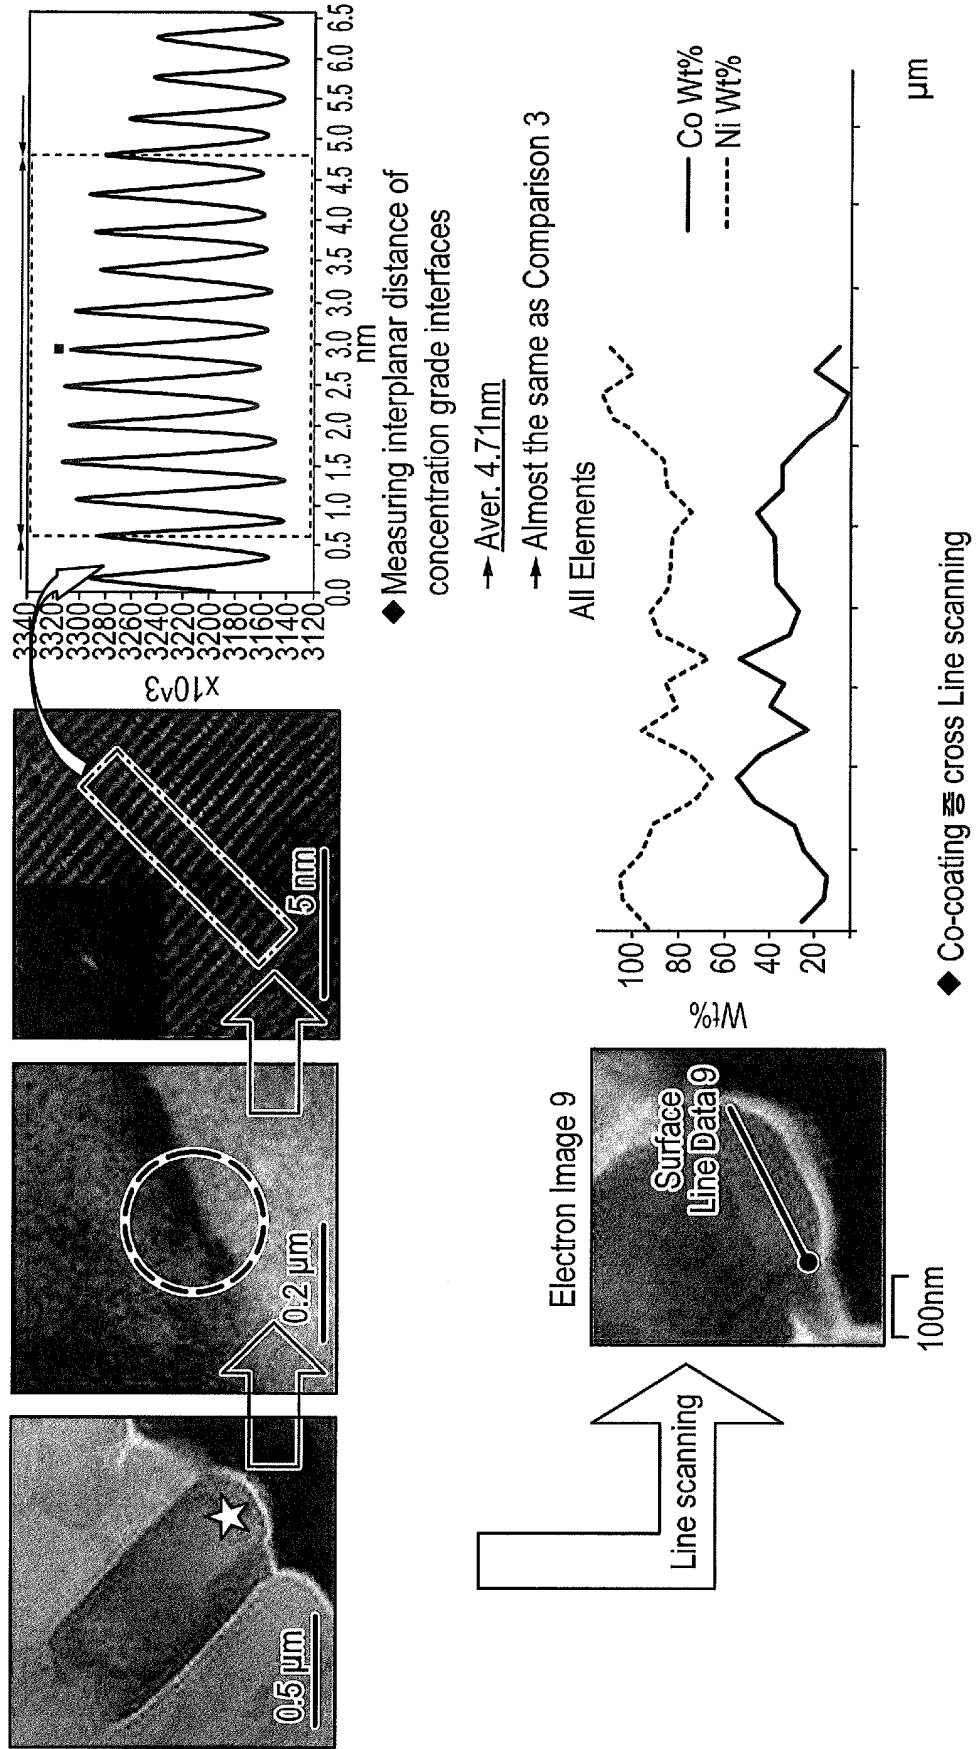 0.5 μm
0.2 μm
5 nm
x10^3
3340
3320
3300
3280
3260
3240
3220
3200
3180
3160
3140
3120
0.0 0.5 1.0 1.5 2.0 2.5 3.0 3.5 4.0 4.5 5.0 5.5 6.0 6.5
nm
◆ Measuring interplanar distance of
concentration grade interfaces
→ Aver. 4.71nm
→ Almost the same as Comparison 3
Line scanning
Electron Image 9
Surface
Line Data 9
100nm
All Elements
Wt%
100
80
60
40
20
Co Wt%
Ni Wt%
μm
◆ Co-coating 층 cross Line scanning